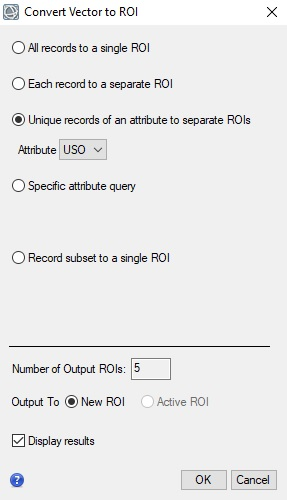 Convert Vector to ROI
All records to a single ROI
Each record to a separate ROI
Unique records of an attribute to separate ROIs
Attribute USO
Specific attribute query
Record subset to a single ROI
Number of Output ROIs: 5
Output To New ROI Active ROI
Display results
? OK Cancel